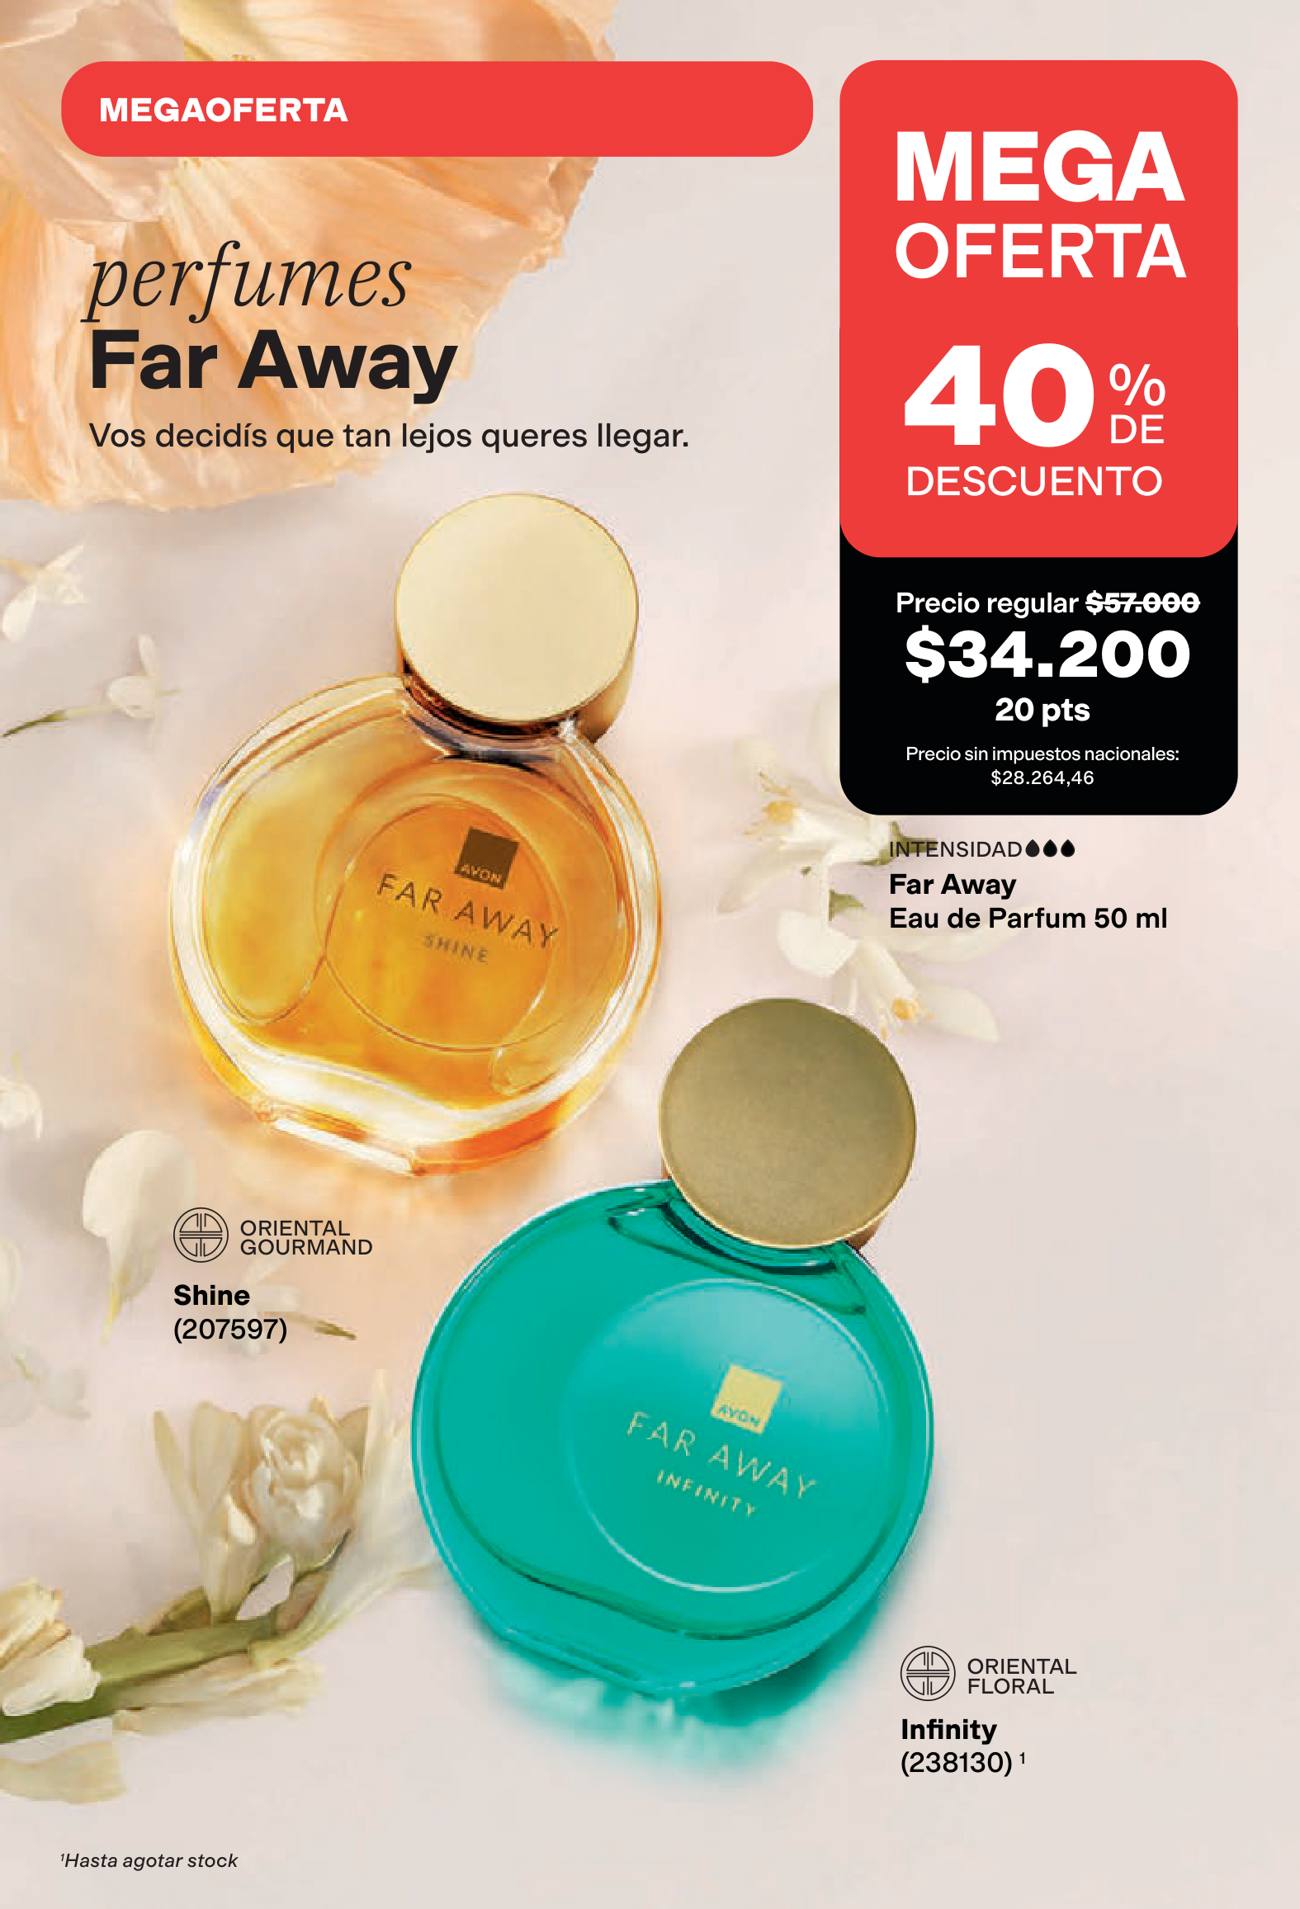 MEGAOFERTA
perfumes
Far Away
Vos decidís que tan lejos queres llegar.
MEGA
OFERTA
40 %
DE
DESCUENTO
Precio regular $57.000
$34.200
20 pts
Precio sin impuestos nacionales:
$28.264,46
INTENSIDAD
Far Away
Eau de Parfum 50 ml
AVON
FAR AWAY
SHINE
ORIENTAL
GOURMAND
Shine
(207597)
AVON
FAR AWAY
INFINITY
ORIENTAL
FLORAL
Infinity
(238130) ¹
¹Hasta agotar stock